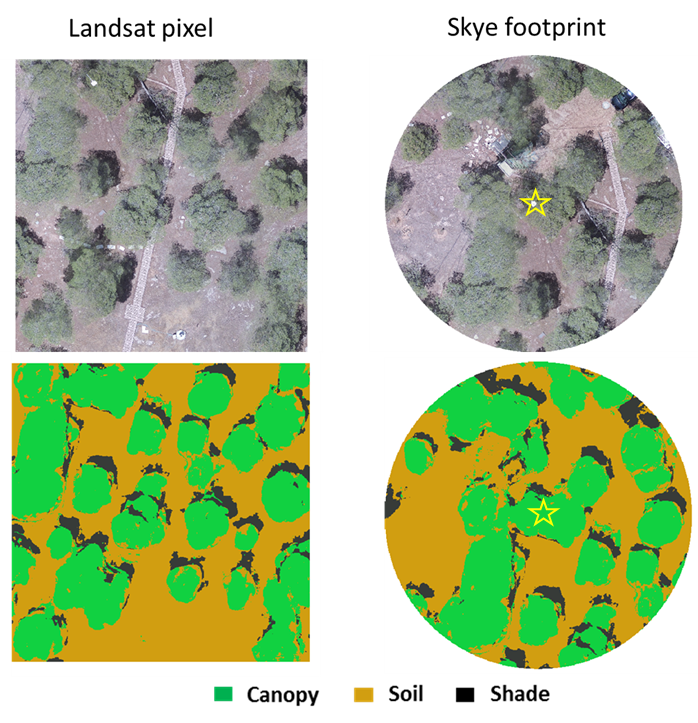 Landsat pixel
Skye footprint
Canopy
Soil
Shade